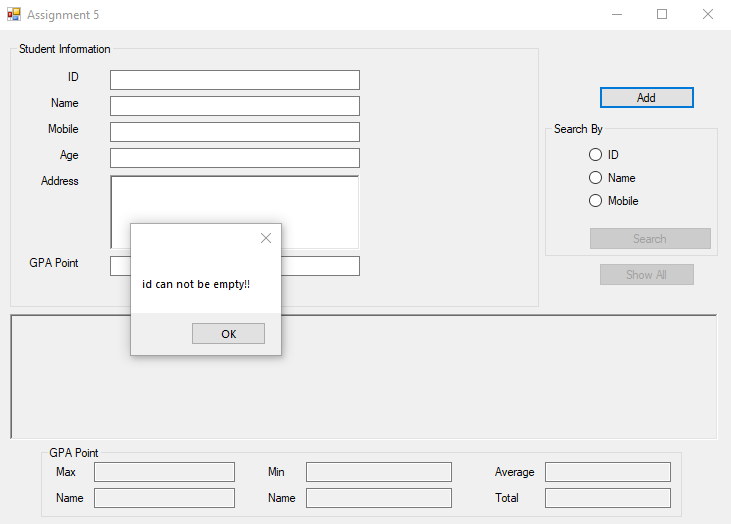 Assignment 5
Student Information
ID
Name
Mobile
Age
Address
GPA Point
Add
Search By
ID
Name
Mobile
Search
Show All
id can not be empty!!
OK
GPA Point
Max Min Average
Name Name Total